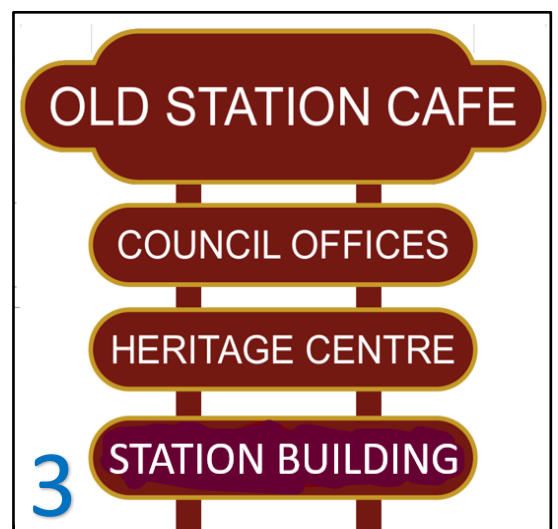 OLD STATION CAFE
COUNCIL OFFICES
HERITAGE CENTRE
STATION BUILDING
3